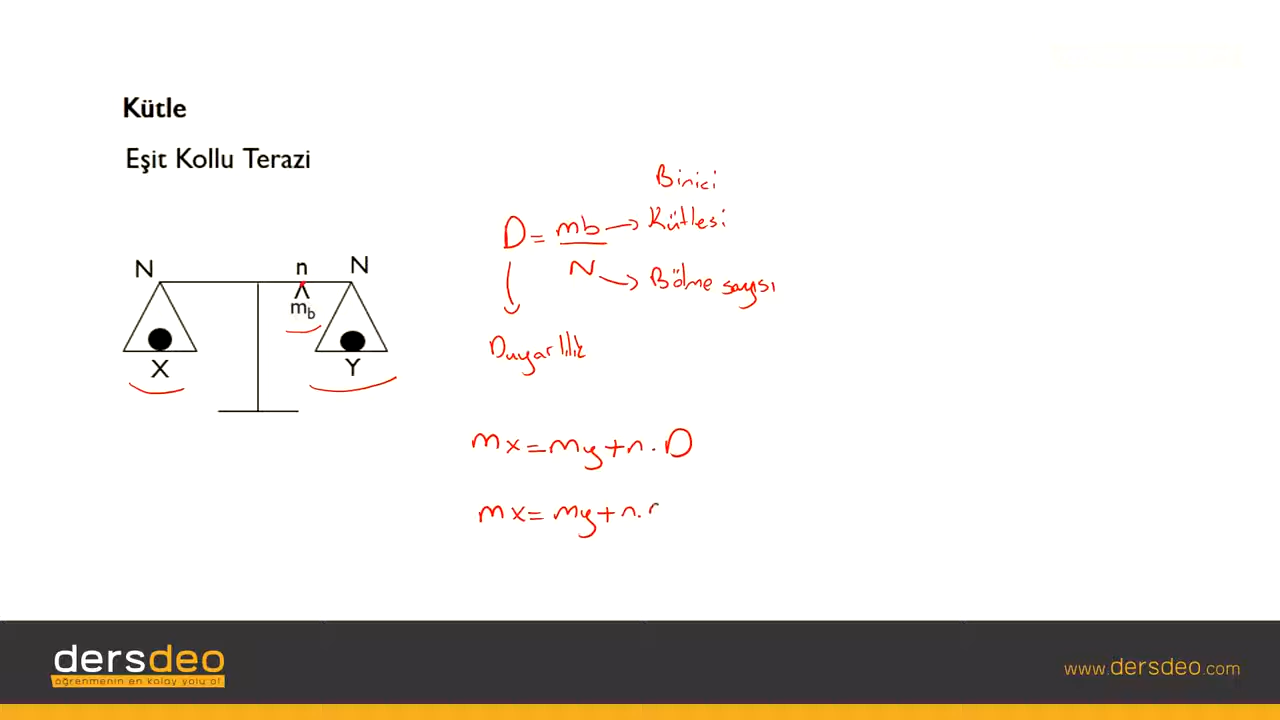 Kütle
Eşit Kollu Terazi
N n N
mb
X Y
D = mb → Binici Kütlesi
N → Bölme sayısı
Duyarlılık
mx = my + n . D
mx = my + n.
dersdeo
öğrenmenin en kolay yolu o!
www.dersdeo.com